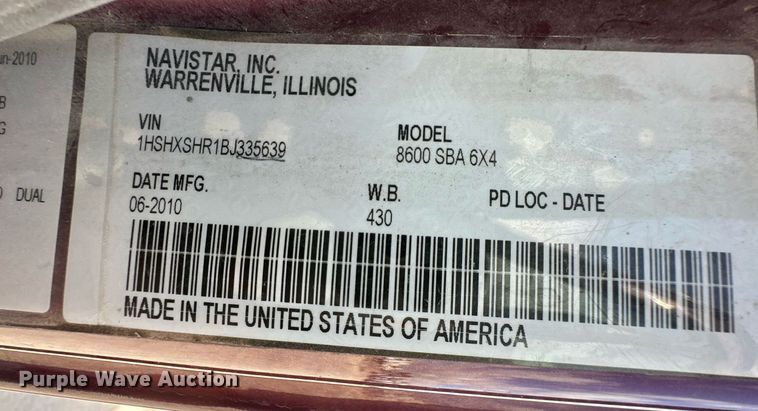 un-2010
B
G
DUAL
NAVISTAR, INC.
WARRENVILLE, ILLINOIS
VIN
1HSHXSHR1BJ335639
MODEL
8600 SBA 6X4
DATE MFG.
06-2010
W.B.
430
PD LOC - DATE
MADE IN THE UNITED STATES OF AMERICA
Purple Wave Auction